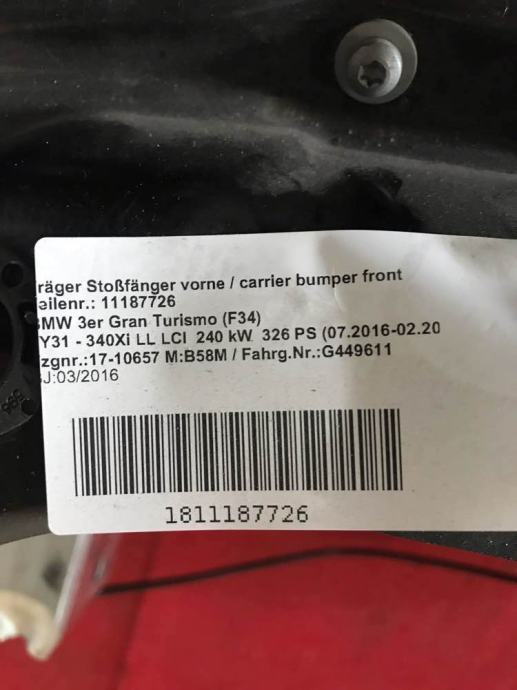 räger Stoßfänger vorne / carrier bumper front
eilenr.: 11187726
MW 3er Gran Turismo (F34)
Y31 - 340Xi LL LCI 240 kW 326 PS (07.2016-02.20
zgnr.:17-10657 M:B58M / Fahrg.Nr.:G449611
J:03/2016
1811187726